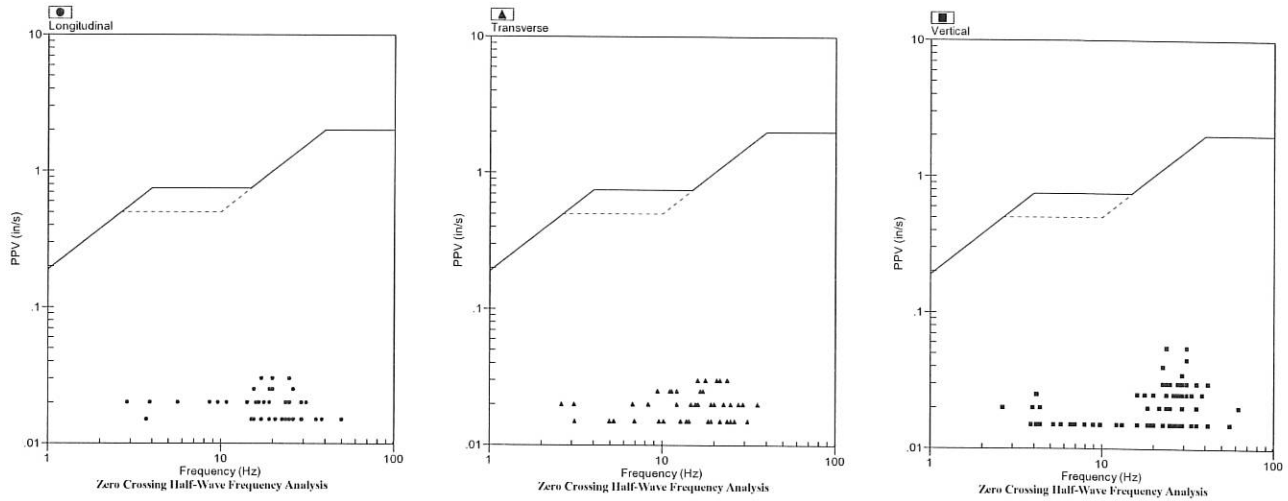 Longitudinal
10
1
.1
.01
PPV (in/s)
1
10
100
Frequency (Hz)
Zero Crossing Half-Wave Frequency Analysis
Transverse
10
1
.1
.01
PPV (in/s)
1
10
100
Frequency (Hz)
Zero Crossing Half-Wave Frequency Analysis
Vertical
10
1
.1
.01
PPV (in/s)
1
10
100
Frequency (Hz)
Zero Crossing Half-Wave Frequency Analysis